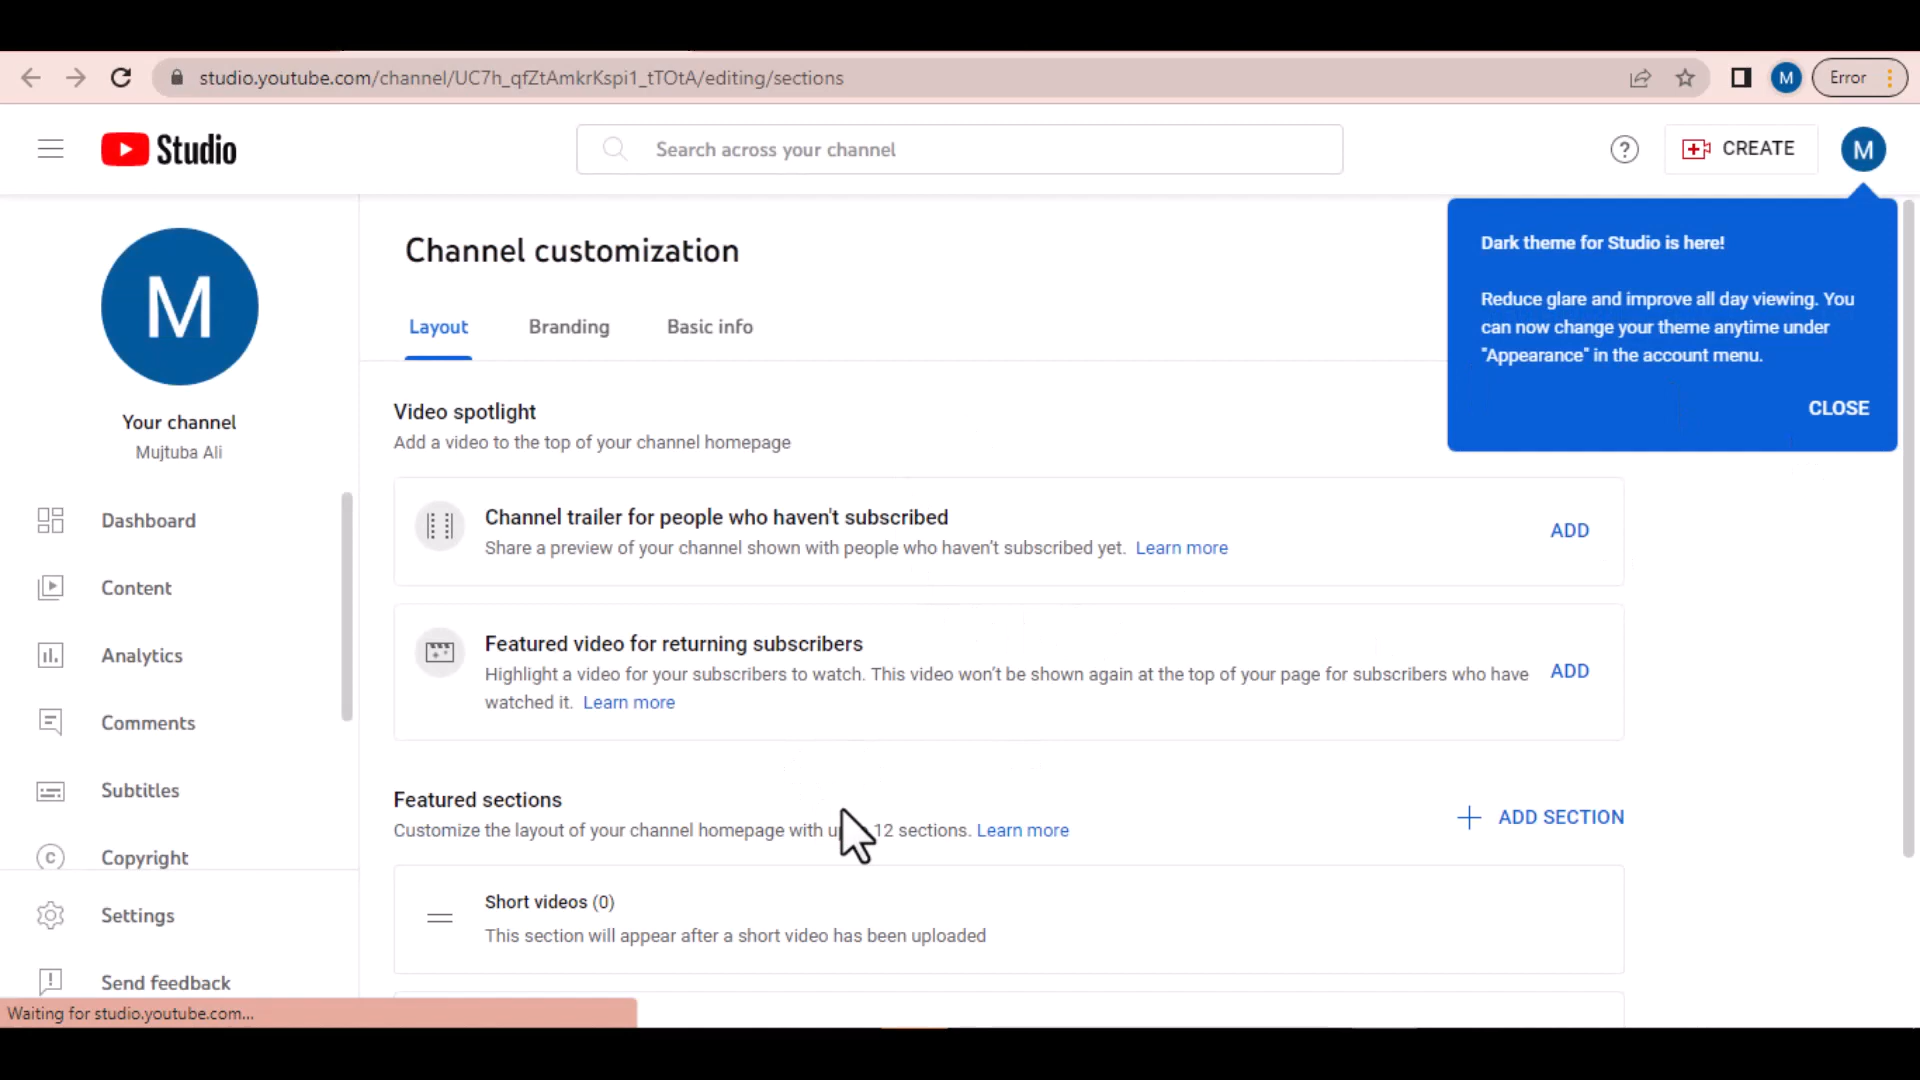 studio.youtube.com/channel/UC7h_qfZtAmkrKspi1_tTOtA/editing/sections
M
Error
Studio
Search across your channel
?
CREATE
M
M
Your channel
Mujtuba Ali
Dashboard
Content
Analytics
Comments
Subtitles
Copyright
Settings
Send feedback
Waiting for studio.youtube.com...
Channel customization
Layout
Branding
Basic info
Dark theme for Studio is here!
Reduce glare and improve all day viewing. You
can now change your theme anytime under
"Appearance" in the account menu.
CLOSE
Video spotlight
Add a video to the top of your channel homepage
Channel trailer for people who haven't subscribed
Share a preview of your channel shown with people who haven't subscribed yet. Learn more
ADD
Featured video for returning subscribers
Highlight a video for your subscribers to watch. This video won't be shown again at the top of your page for subscribers who have
watched it. Learn more
ADD
Featured sections
Customize the layout of your channel homepage with 12 sections. Learn more
ADD SECTION
Short videos (0)
This section will appear after a short video has been uploaded